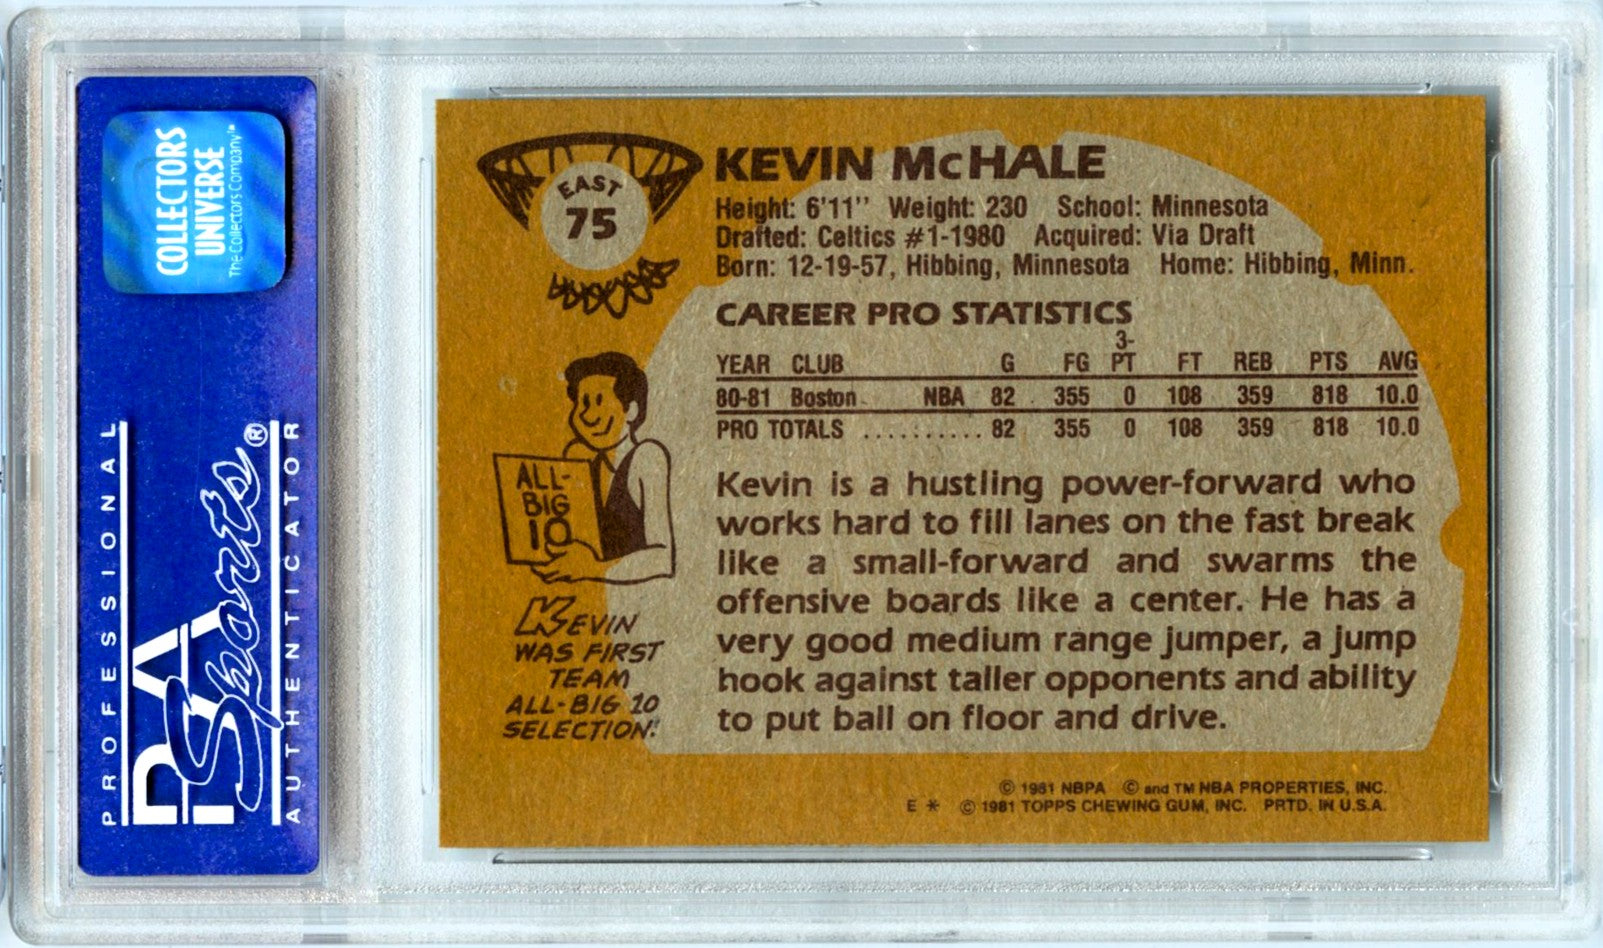 COLLECTORS
UNIVERSE
The Collectors Company™
PROFESSIONAL
PSA
Sports®
AUTHENTICATOR
EAST
75
KEVIN McHALE
Height: 6'11'' Weight: 230 School: Minnesota
Drafted: Celtics #1-1980 Acquired: Via Draft
Born: 12-19-57, Hibbing, Minnesota Home: Hibbing, Minn.
CAREER PRO STATISTICS
YEAR CLUB G FG 3-PT FT REB PTS AVG
80-81 Boston NBA 82 355 0 108 359 818 10.0
PRO TOTALS .......... 82 355 0 108 359 818 10.0
ALL-
BIG
10
KEVIN
WAS FIRST
TEAM
ALL-BIG 10
SELECTION!
Kevin is a hustling power-forward who
works hard to fill lanes on the fast break
like a small-forward and swarms the
offensive boards like a center. He has a
very good medium range jumper, a jump
hook against taller opponents and ability
to put ball on floor and drive.
© 1981 NBPA © and TM NBA PROPERTIES, INC.
E * © 1981 TOPPS CHEWING GUM, INC. PRTD. IN U.S.A.